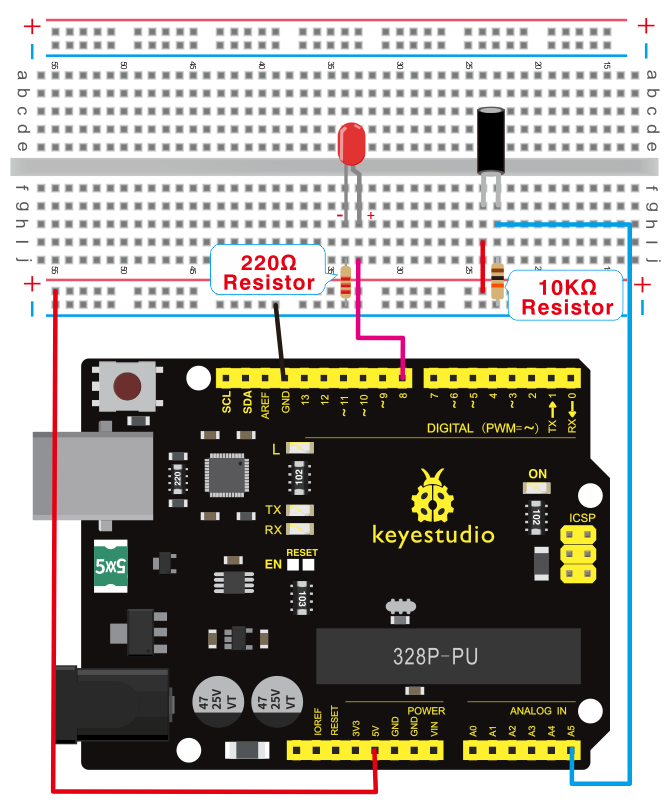 + +
− −
55 50 45 40 35 30 25 20 15
a a
b b
c c
d d
e e
f f
g g
h h
i i
j j
- +
55 50 45 40 35 30 25 20 15
220Ω
Resistor
10KΩ
Resistor
+ +
− −
SCL SDA AREF GND 13 12 ~11 ~10 ~9 8 7 ~6 ~5 4 ~3 2 TX→1 RX←0
DIGITAL (PWM=~)
L
220
102
TX
RX
ON
102
ICSP
keyestudio
RESET
EN
5x5
103
328P-PU
47
25V
VT
47
25V
VT
POWER
ANALOG IN
IOREF RESET 3V3 5V GND GND VIN A0 A1 A2 A3 A4 A5